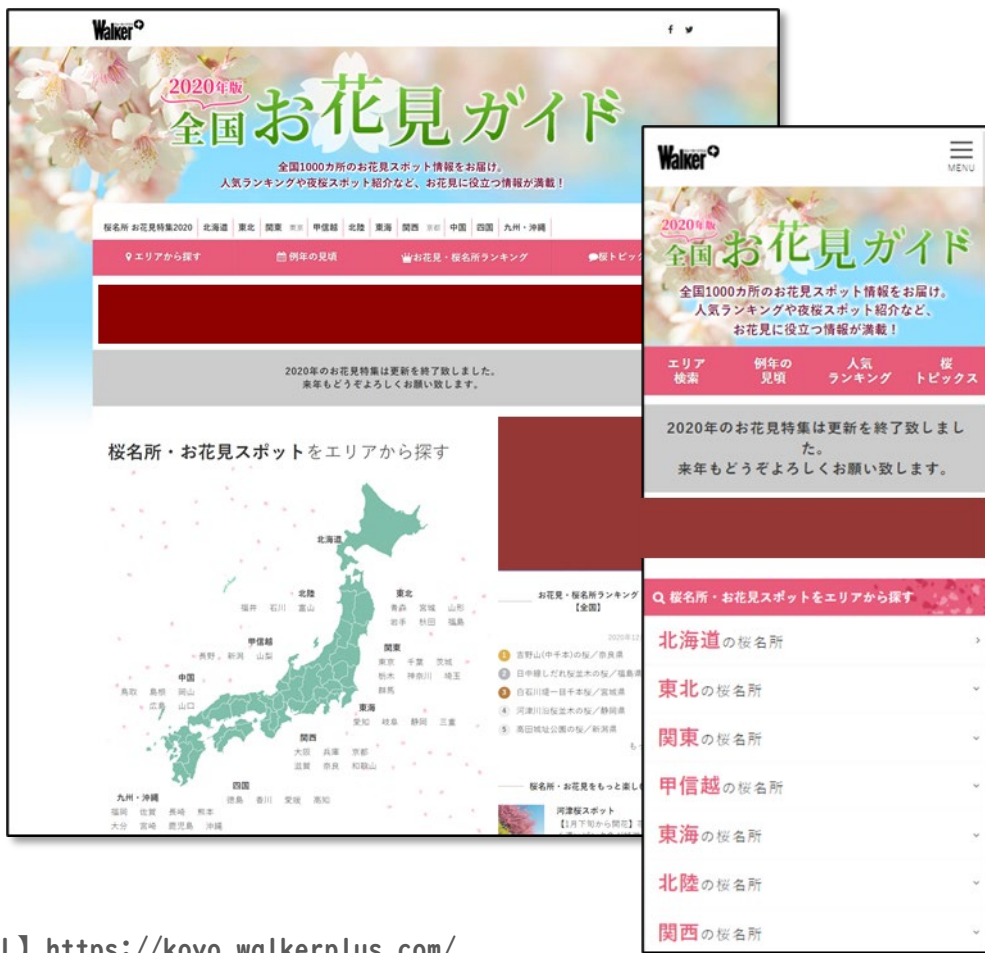 Walker+
2020年版
全国お花見ガイド
全国1000カ所のお花見スポット情報をお届け。
人気ランキングや夜桜スポット紹介など、お花見に役立つ情報が満載!
桜名所 お花見特集2020 北海道 東北 関東 東京 甲信越 北陸 東海 関西 京都 中国 四国 九州・沖縄
エリアから探す 例年の見頃 お花見・桜名所ランキング 桜トピック
2020年のお花見特集は更新を終了致しました。
来年もどうぞよろしくお願い致します。
桜名所・お花見スポットをエリアから探す
北海道
北陸
福井 石川 富山
東北
青森 宮城 山形
岩手 秋田 福島
甲信越
長野 新潟 山梨
関東
東京 千葉 茨城
栃木 神奈川 埼玉
群馬
中国
鳥取 島根 岡山
広島 山口
東海
愛知 岐阜 静岡 三重
関西
大阪 兵庫 京都
滋賀 奈良 和歌山
四国
徳島 香川 愛媛 高知
九州・沖縄
福岡 佐賀 長崎 熊本
大分 宮崎 鹿児島 沖縄
お花見・桜名所ランキング
【全国】
2020年12
1 吉野山(中千本)の桜/奈良県
2 日中線しだれ桜並木の桜/福島県
3 白石川堤一目千本桜/宮城県
4 河津川沿桜並木の桜/静岡県
5 高田城址公園の桜/新潟県
も
桜名所・お花見をもっと楽し
河津桜スポット
【1月下旬から開花】
Walker+
MENU
2020年版
全国お花見ガイド
全国1000カ所のお花見スポット情報をお届け。
人気ランキングや夜桜スポット紹介など、
お花見に役立つ情報が満載!
エリア検索 例年の見頃 人気ランキング 桜トピックス
2020年のお花見特集は更新を終了致しまし
た。
来年もどうぞよろしくお願い致します。
桜名所・お花見スポットをエリアから探す
北海道の桜名所
東北の桜名所
関東の桜名所
甲信越の桜名所
東海の桜名所
北陸の桜名所
関西の桜名所
L】https://koyo.walkerplus.com/